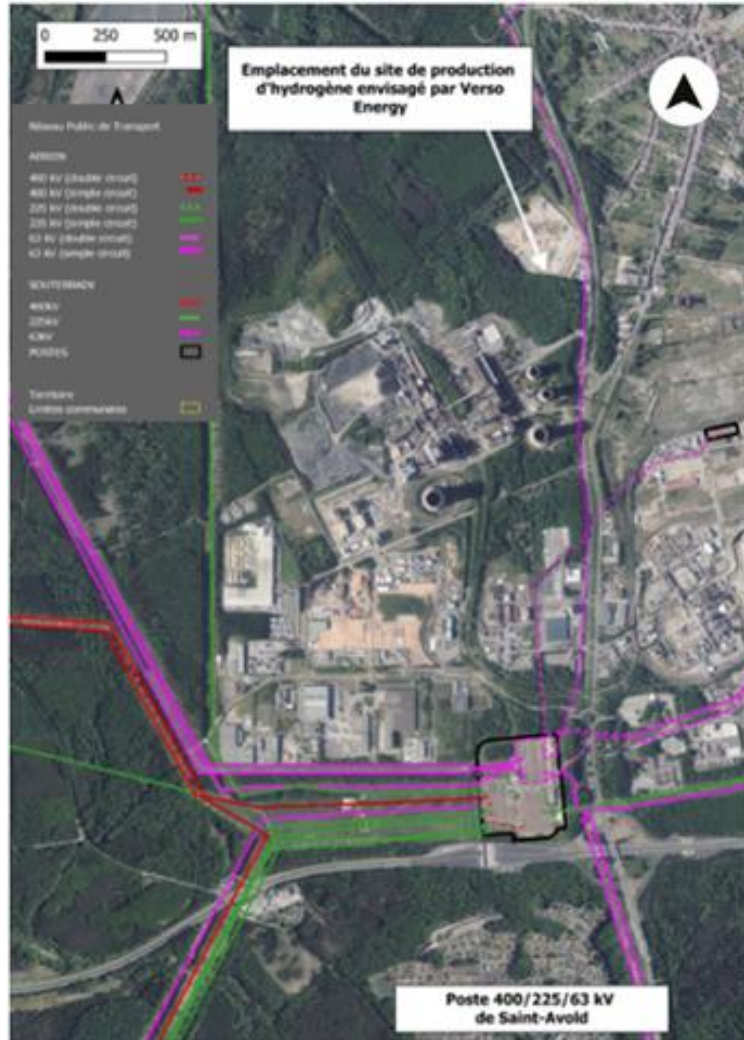 0 250 500 m
Emplacement du site de production
d'hydrogène envisagé par Verso
Energy
Réseau Public de Transport
AERIEN
400 kV (double circuit)
400 kV (simple circuit)
225 kV (double circuit)
225 kV (simple circuit)
63 kV (double circuit)
63 kV (simple circuit)
SOUTERRAIN
400kV
225kV
63kV
POSTES
Territoire
Limites communales
Poste 400/225/63 kV
de Saint-Avold